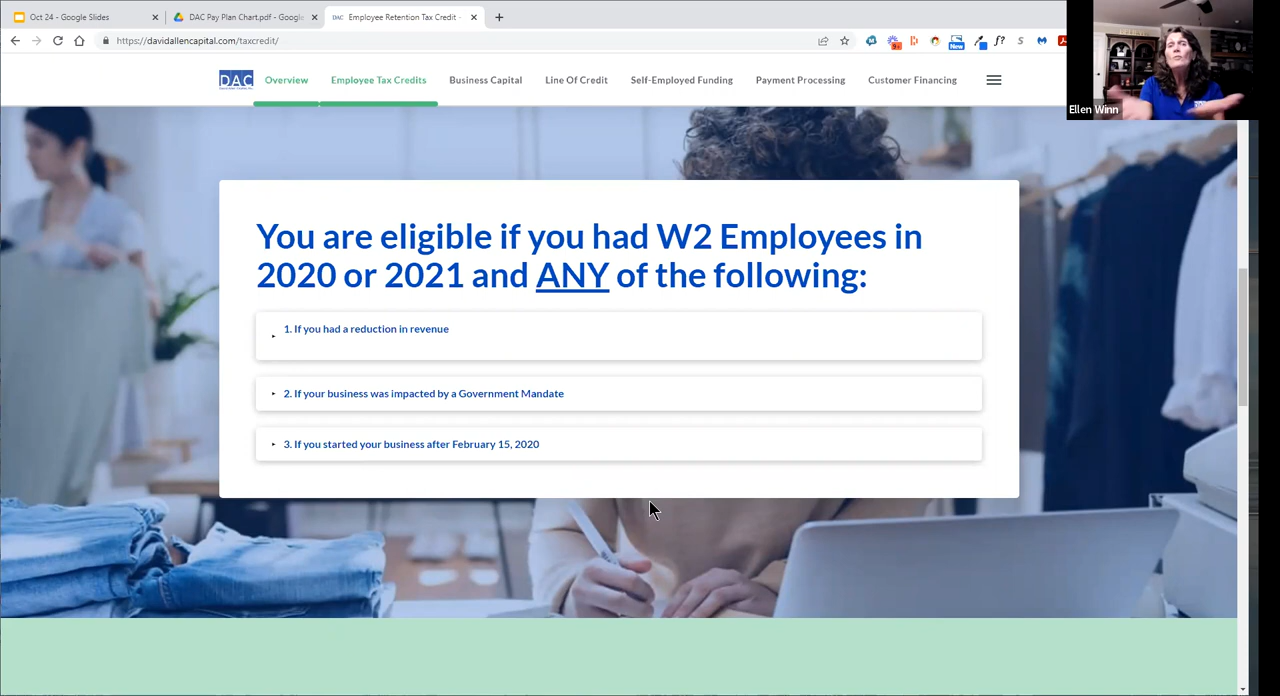 Oct 24 - Google Slides
DAC Pay Plan Chart.pdf - Google
Employee Retention Tax Credit -
https://davidallencapital.com/taxcredit/
New
9+
f?
S
Ellen Winn
DAC
Overview
Employee Tax Credits
Business Capital
Line Of Credit
Self-Employed Funding
Payment Processing
Customer Financing
You are eligible if you had W2 Employees in
2020 or 2021 and ANY of the following:
1. If you had a reduction in revenue
2. If your business was impacted by a Government Mandate
3. If you started your business after February 15, 2020